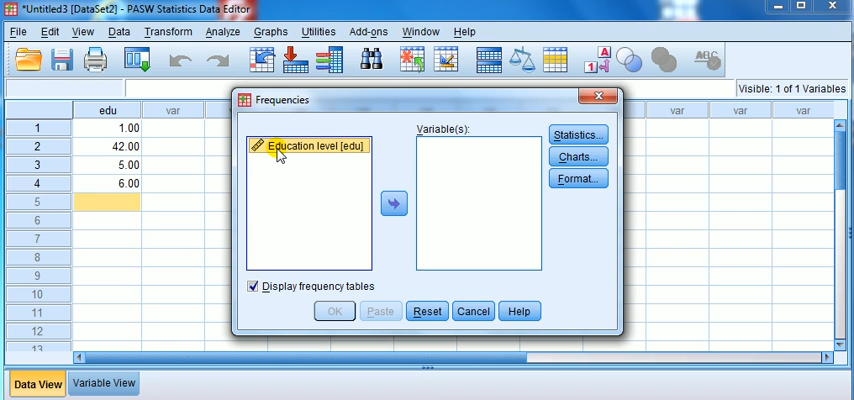 *Untitled3 [DataSet2] - PASW Statistics Data Editor
File Edit View Data Transform Analyze Graphs Utilities Add-ons Window Help
A
1
ABC
Visible: 1 of 1 Variables
edu var var var var
1 1.00
2 42.00
3 5.00
4 6.00
5
6
7
8
9
10
11
12
13
Frequencies
Variable(s):
Education level [edu]
Statistics...
Charts...
Format...
Display frequency tables
OK Paste Reset Cancel Help
Data View Variable View